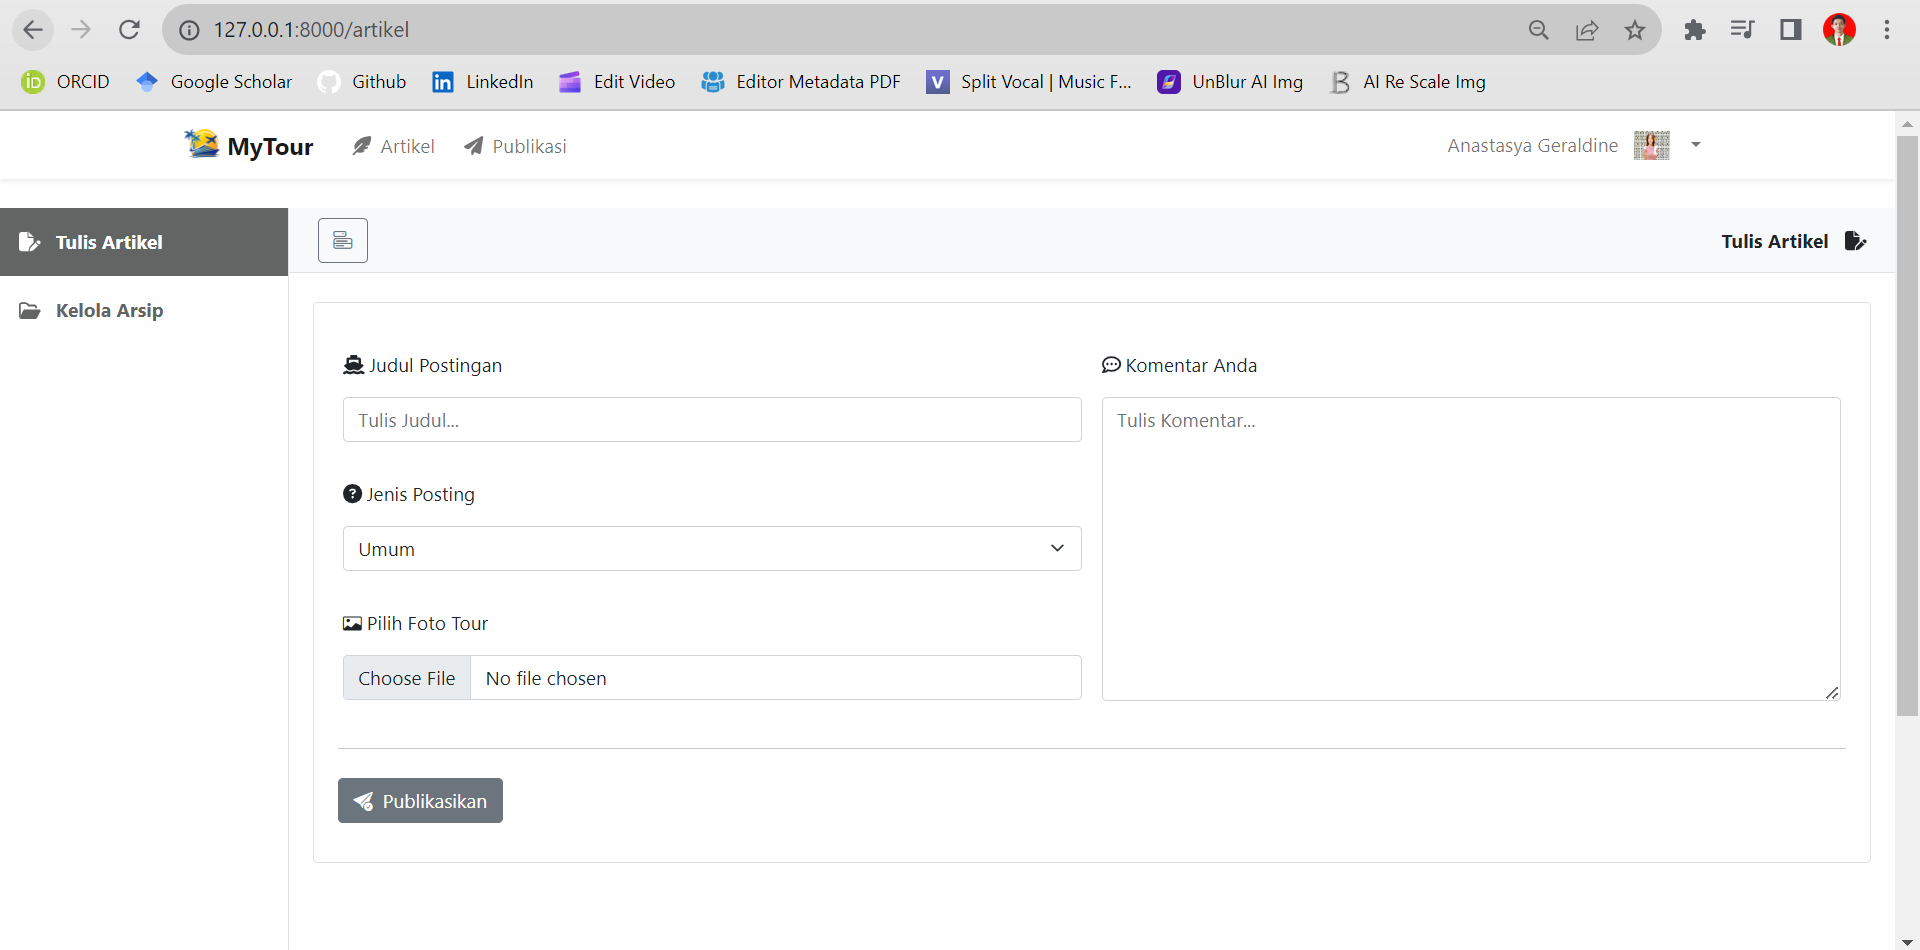 127.0.0.1:8000/artikel
ORCID Google Scholar Github LinkedIn Edit Video Editor Metadata PDF Split Vocal | Music F... UnBlur AI Img AI Re Scale Img
MyTour Artikel Publikasi Anastasya Geraldine
Tulis Artikel
Kelola Arsip
Tulis Artikel
Judul Postingan
Tulis Judul...
Jenis Posting
Umum
Pilih Foto Tour
Choose File No file chosen
Komentar Anda
Tulis Komentar...
Publikasikan